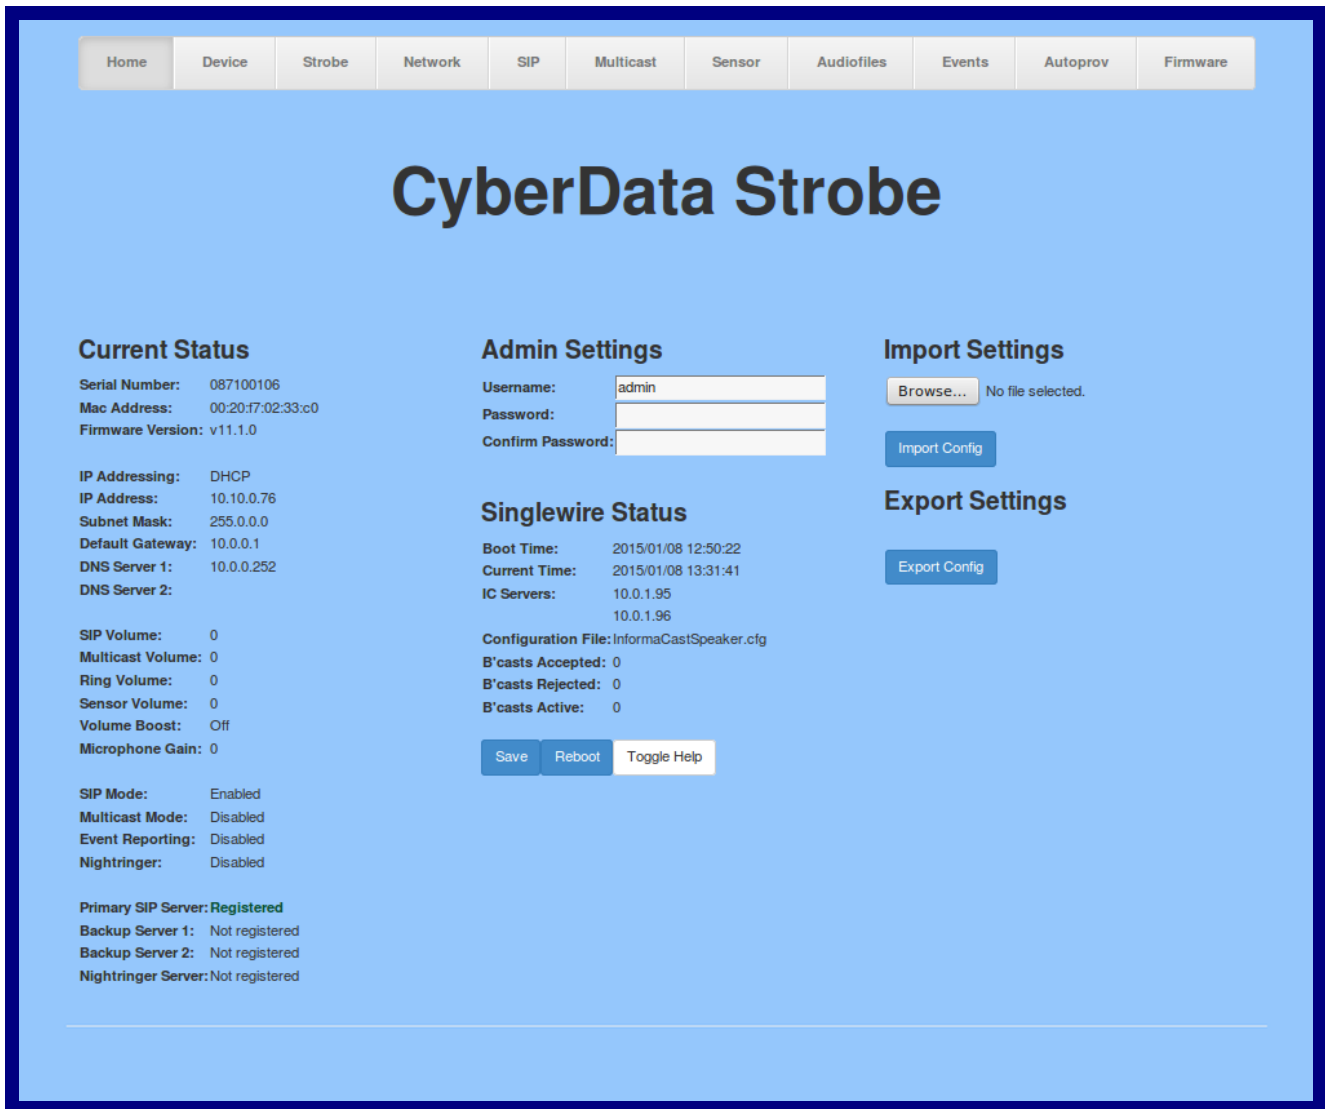 Home Device Strobe Network SIP Multicast Sensor Audiofiles Events Autoprov Firmware
CyberData Strobe
Current Status
Serial Number: 087100106
Mac Address: 00:20:f7:02:33:c0
Firmware Version: v11.1.0
IP Addressing: DHCP
IP Address: 10.10.0.76
Subnet Mask: 255.0.0.0
Default Gateway: 10.0.0.1
DNS Server 1: 10.0.0.252
DNS Server 2:
SIP Volume: 0
Multicast Volume: 0
Ring Volume: 0
Sensor Volume: 0
Volume Boost: Off
Microphone Gain: 0
SIP Mode: Enabled
Multicast Mode: Disabled
Event Reporting: Disabled
Nightringer: Disabled
Primary SIP Server: Registered
Backup Server 1: Not registered
Backup Server 2: Not registered
Nightringer Server: Not registered
Admin Settings
Username: admin
Password:
Confirm Password:
Singlewire Status
Boot Time: 2015/01/08 12:50:22
Current Time: 2015/01/08 13:31:41
IC Servers: 10.0.1.95
10.0.1.96
Configuration File: InformaCastSpeaker.cfg
B'casts Accepted: 0
B'casts Rejected: 0
B'casts Active: 0
Save Reboot Toggle Help
Import Settings
Browse... No file selected.
Import Config
Export Settings
Export Config